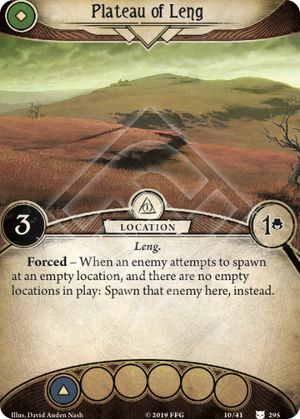 Plateau of Leng
3
LOCATION
1
Leng.
Forced – When an enemy attempts to spawn
at an empty location, and there are no empty
locations in play: Spawn that enemy here, instead.
Illus. David Auden Nash
© 2019 FFG
10/41
295